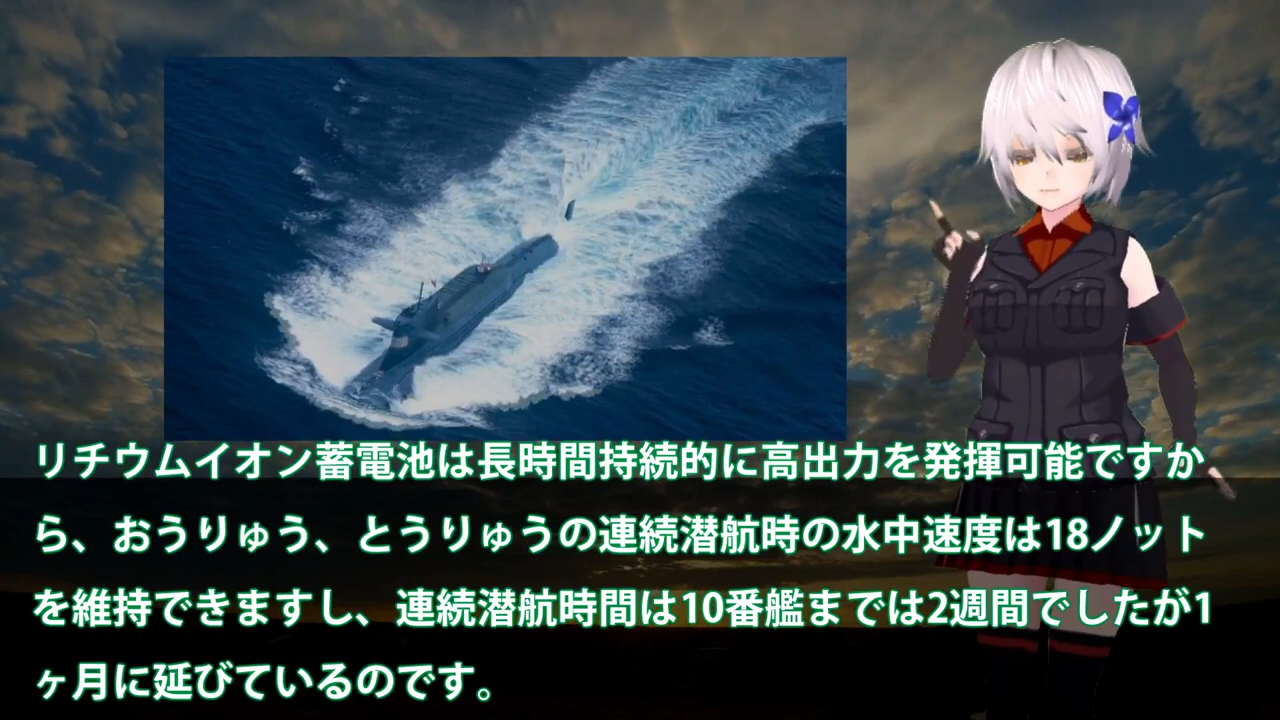 リチウムイオン蓄電池は長時間持続的に高出力を発揮可能ですか
ら、おうりゅう、とうりゅうの連続潜航時の水中速度は18ノット
を維持できますし、連続潜航時間は10番艦までは2週間でしたが1
ヶ月に延びているのです。